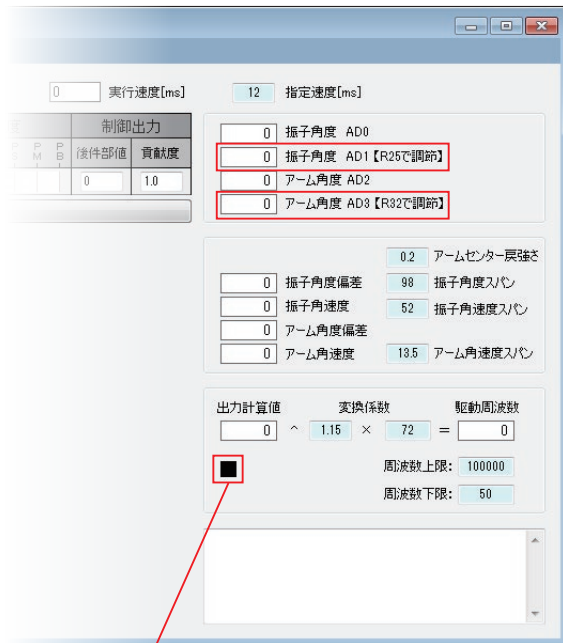 0 実行速度[ms] 12 指定速度[ms]
制御出力
P P P
S M B 後件部値 貢献度
0 1.0
0 振子角度 AD0
0 振子角度 AD1【R25で調節】
0 アーム角度 AD2
0 アーム角度 AD3【R32で調節】
0.2 アームセンター戻強さ
0 振子角度偏差 98 振子角度スパン
0 振子角速度 52 振子角速度スパン
0 アーム角度偏差
0 アーム角速度 13.5 アーム角速度スパン
出力計算値 変換係数 駆動周波数
0 ^ 1.15 × 72 = 0
周波数上限: 100000
周波数下限: 50